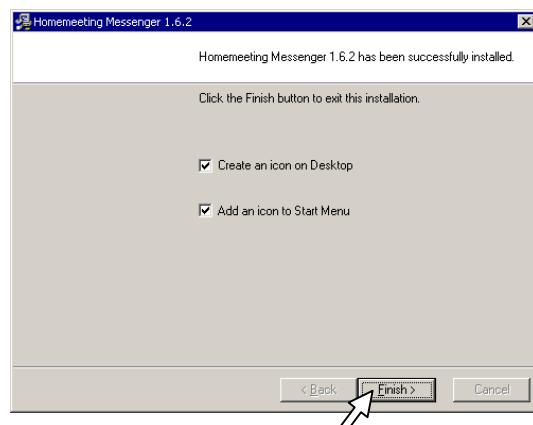 Homemeeting Messenger 1.6.2
Homemeeting Messenger 1.6.2 has been successfully installed.
Click the Finish button to exit this installation.
Create an icon on Desktop
Add an icon to Start Menu
< Back Finish > Cancel